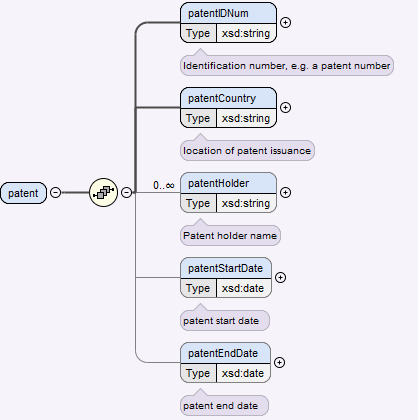 patentIDNum
Type xsd:string
Identification number, e.g. a patent number
patentCountry
Type xsd:string
location of patent issuance
patent
0..∞
patentHolder
Type xsd:string
Patent holder name
patentStartDate
Type xsd:date
patent start date
patentEndDate
Type xsd:date
patent end date